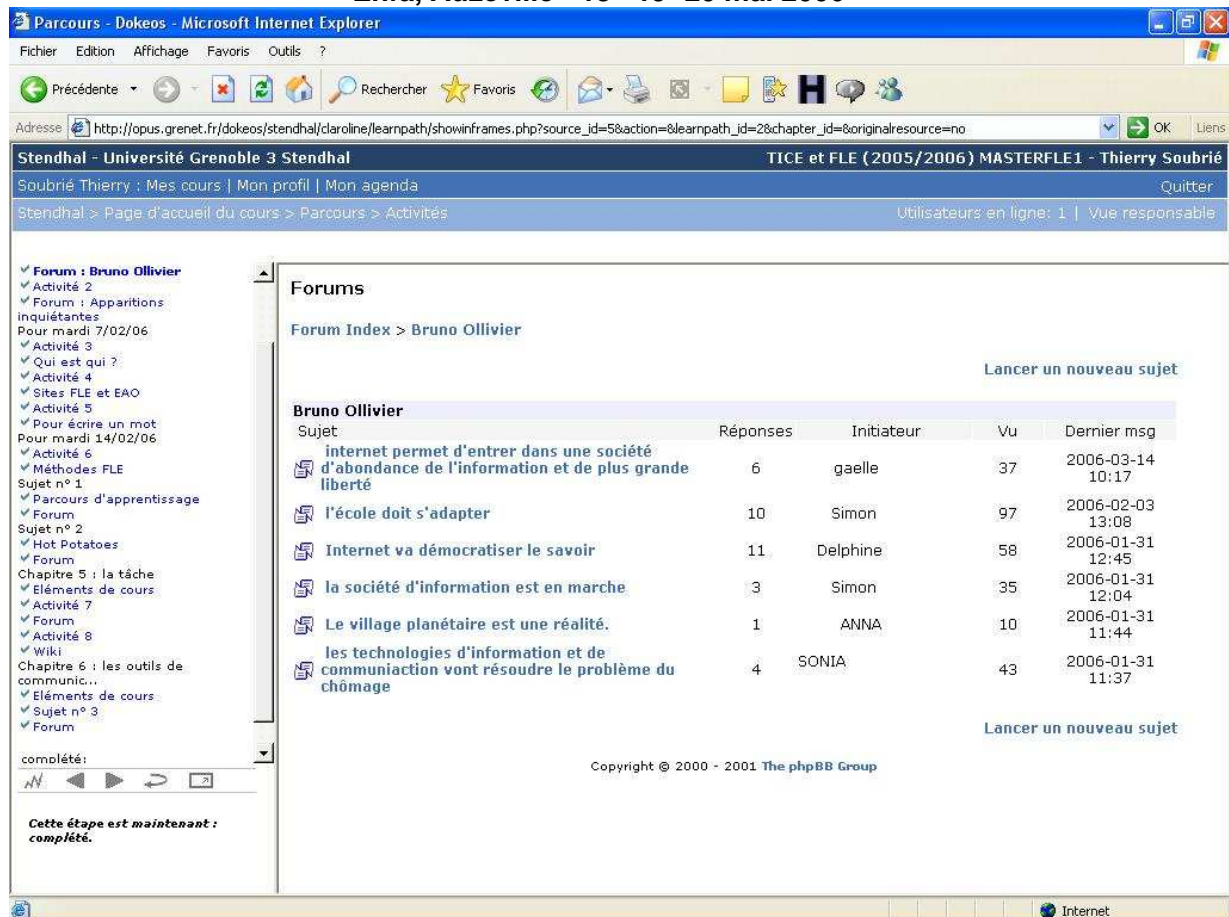 Parcours - Dokeos - Microsoft Internet Explorer
Fichier Edition Affichage Favoris Outils ?
Précédente Rechercher Favoris
Adresse http://opus.grenet.fr/dokeos/stendhal/claroline/learnpath/showinframes.php?source_id=5&action=&learnpath_id=2&chapter_id=&originalresource=no OK Liens
Stendhal - Université Grenoble 3 Stendhal TICE et FLE (2005/2006) MASTERFLE1 - Thierry Soubrié
Soubrié Thierry : Mes cours | Mon profil | Mon agenda Quitter
Stendhal > Page d'accueil du cours > Parcours > Activités Utilisateurs en ligne: 1 | Vue responsable
Forum : Bruno Ollivier
Activité 2
Forum : Apparitions
inquiétantes
Pour mardi 7/02/06
Activité 3
Qui est qui ?
Activité 4
Sites FLE et EAO
Activité 5
Pour écrire un mot
Pour mardi 14/02/06
Activité 6
Méthodes FLE
Sujet n° 1
Parcours d'apprentissage
Forum
Sujet n° 2
Hot Potatoes
Forum
Chapitre 5 : la tâche
Eléments de cours
Activité 7
Forum
Activité 8
Wiki
Chapitre 6 : les outils de
communic...
Eléments de cours
Sujet n° 3
Forum
complété:
Cette étape est maintenant :
complété.
Forums
Forum Index > Bruno Ollivier
Lancer un nouveau sujet
Bruno Ollivier
Sujet Réponses Initiateur Vu Dernier msg
internet permet d'entrer dans une société
d'abondance de l'information et de plus grande
liberté
6 gaelle 37 2006-03-14
10:17
l'école doit s'adapter 10 Simon 97 2006-02-03
13:08
Internet va démocratiser le savoir 11 Delphine 58 2006-01-31
12:45
la société d'information est en marche 3 Simon 35 2006-01-31
12:04
Le village planétaire est une réalité. 1 ANNA 10 2006-01-31
11:44
les technologies d'information et de
communiaction vont résoudre le problème du
chômage
4 SONIA 43 2006-01-31
11:37
Lancer un nouveau sujet
Copyright © 2000 - 2001 The phpBB Group
Internet